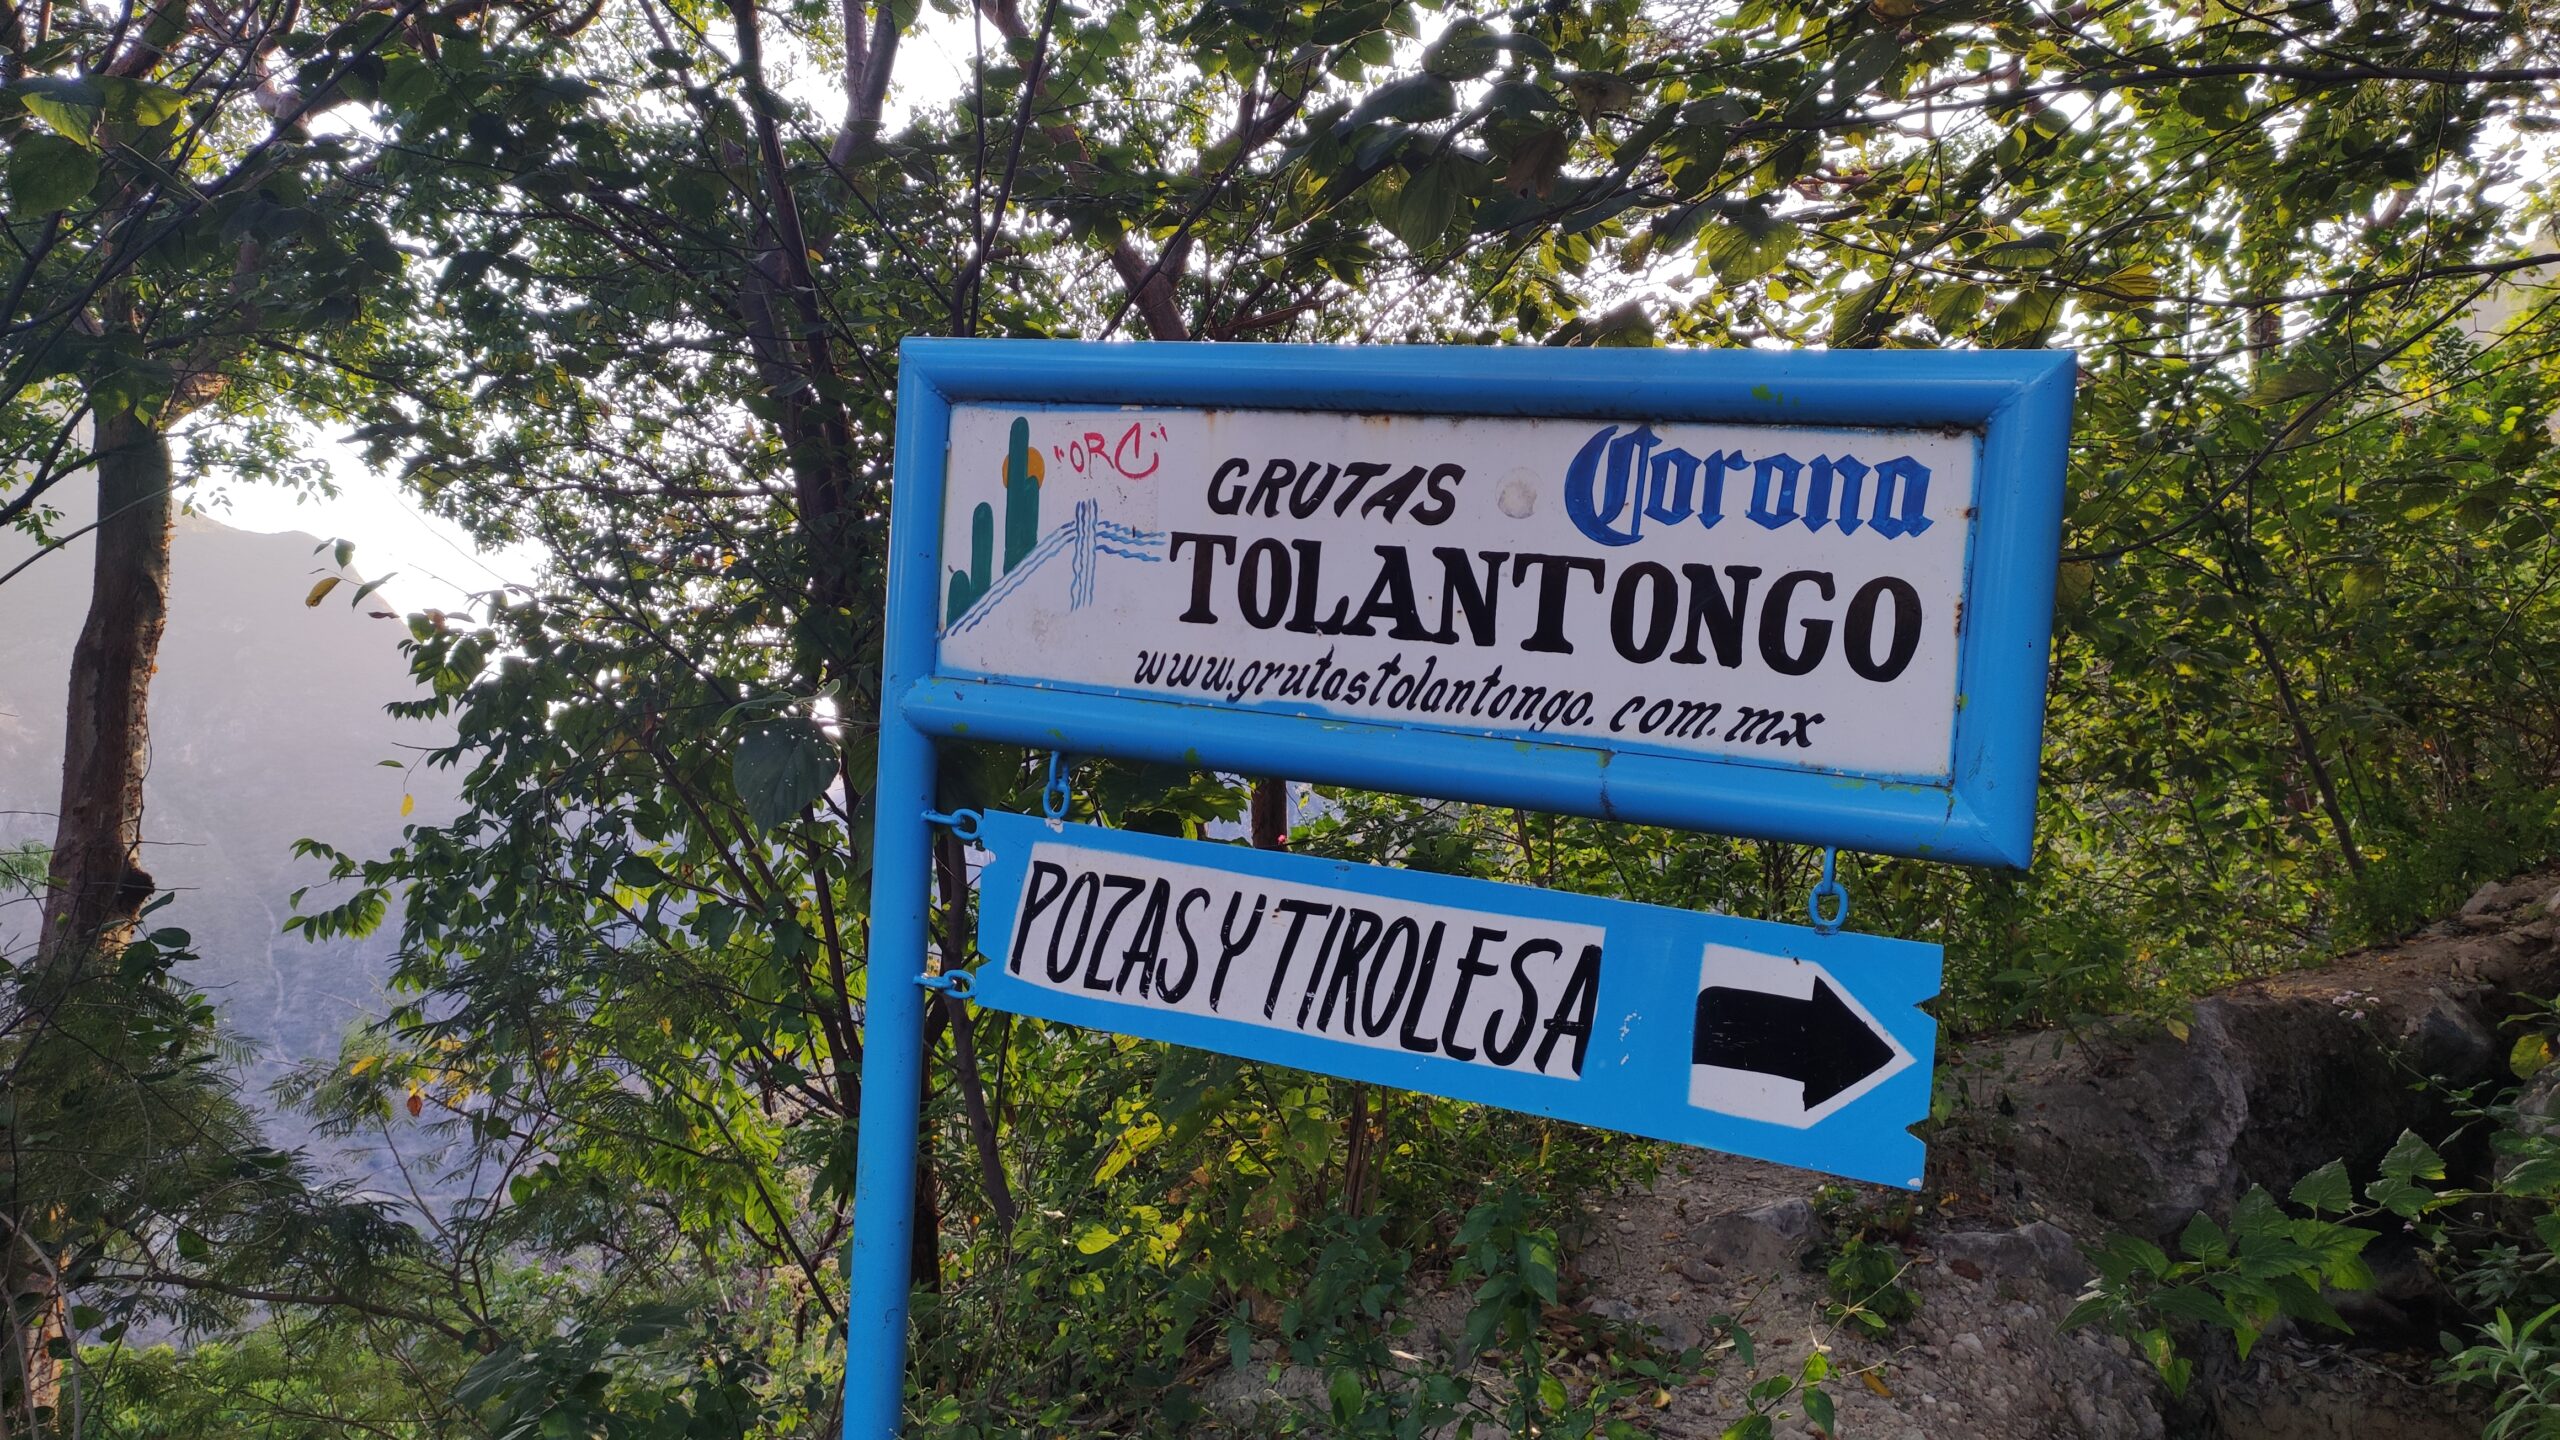 "ORC"
GRUTAS Corona
TOLANTONGO
www.grutastolantongo.com.mx
POZAS Y TIROLESA